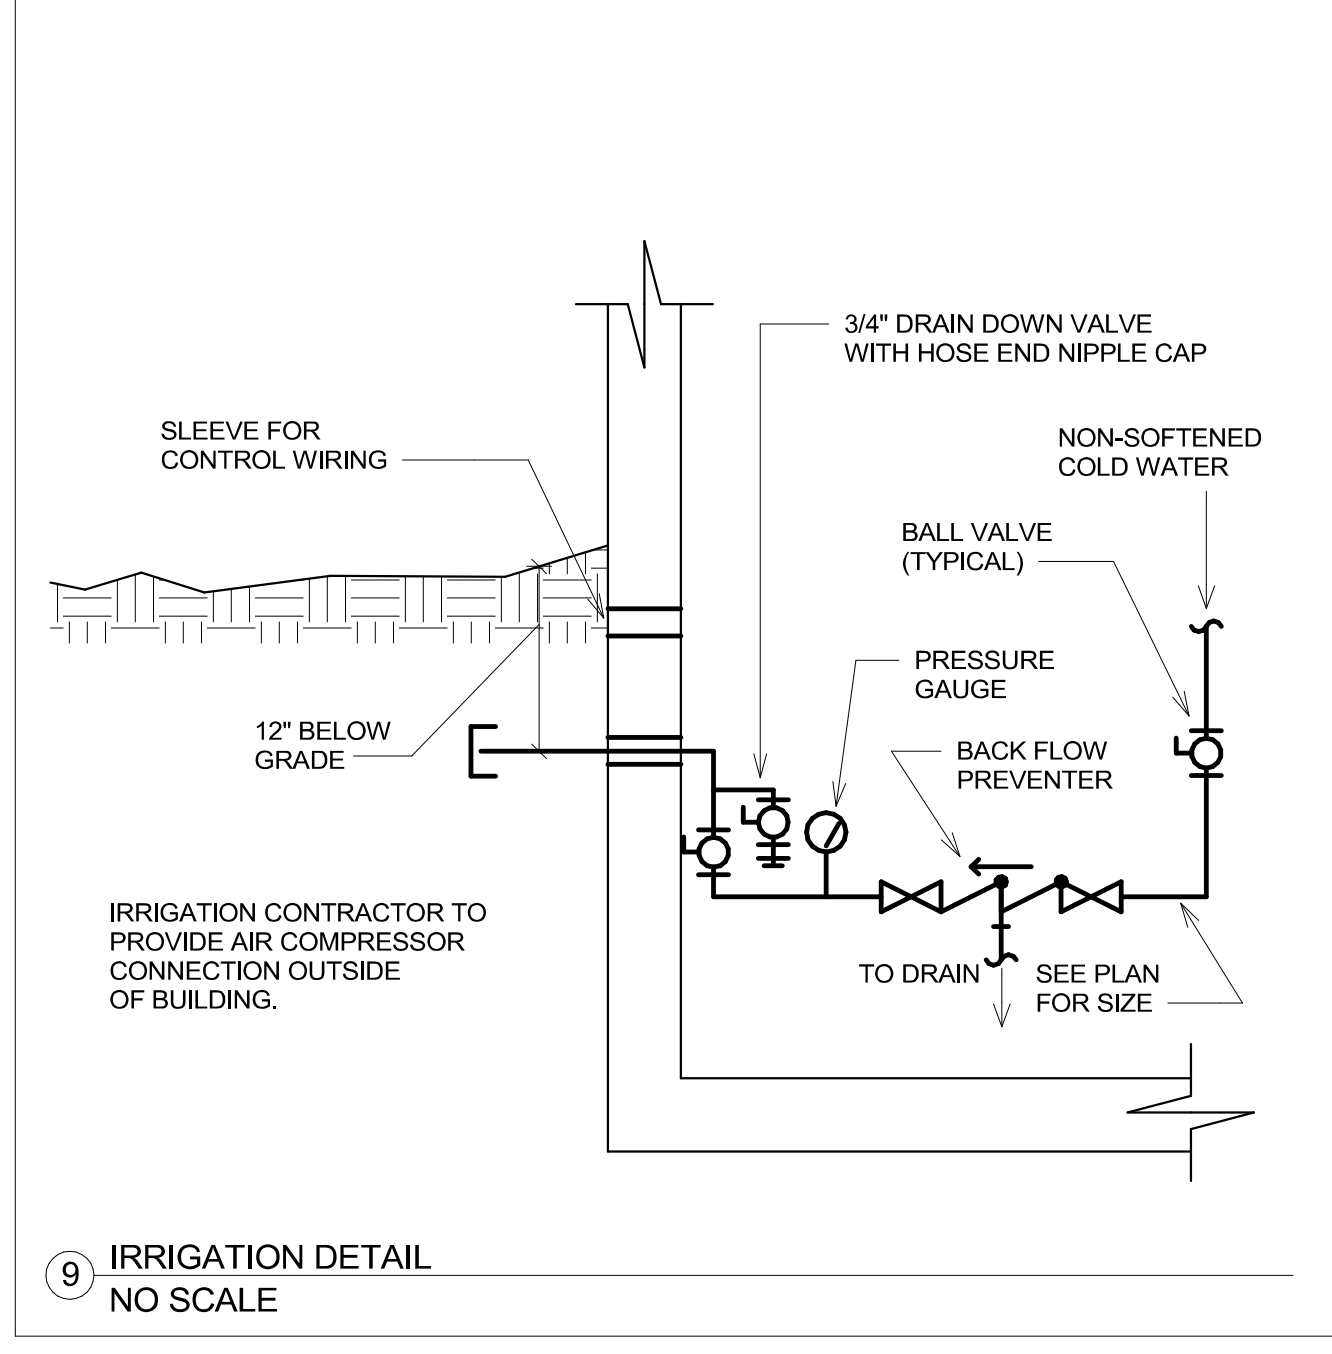 3/4" DRAIN DOWN VALVE
WITH HOSE END NIPPLE CAP
SLEEVE FOR
CONTROL WIRING
NON-SOFTENED
COLD WATER
BALL VALVE
(TYPICAL)
PRESSURE
GAUGE
12" BELOW
GRADE
BACK FLOW
PREVENTER
IRRIGATION CONTRACTOR TO
PROVIDE AIR COMPRESSOR
CONNECTION OUTSIDE
OF BUILDING.
TO DRAIN
SEE PLAN
FOR SIZE
9
IRRIGATION DETAIL
NO SCALE